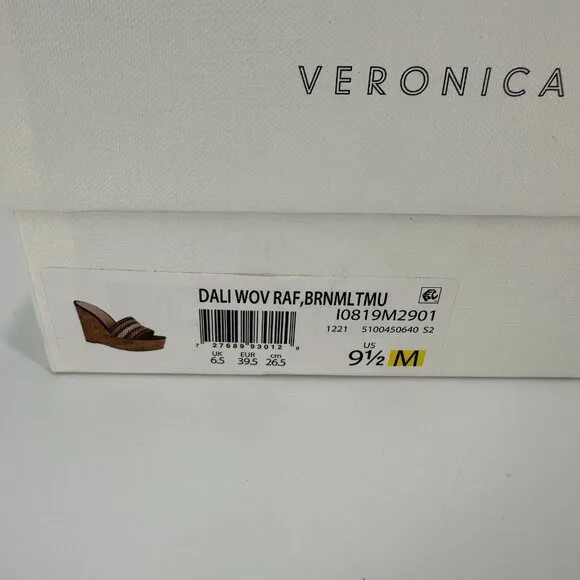 VERONICA
DALI WOV RAF,BRNMLTMU
I0819M2901
1221 5100450640 S2
7 27689 93012 9
UK EUR cm
6.5 39.5 26.5
US
9½ M